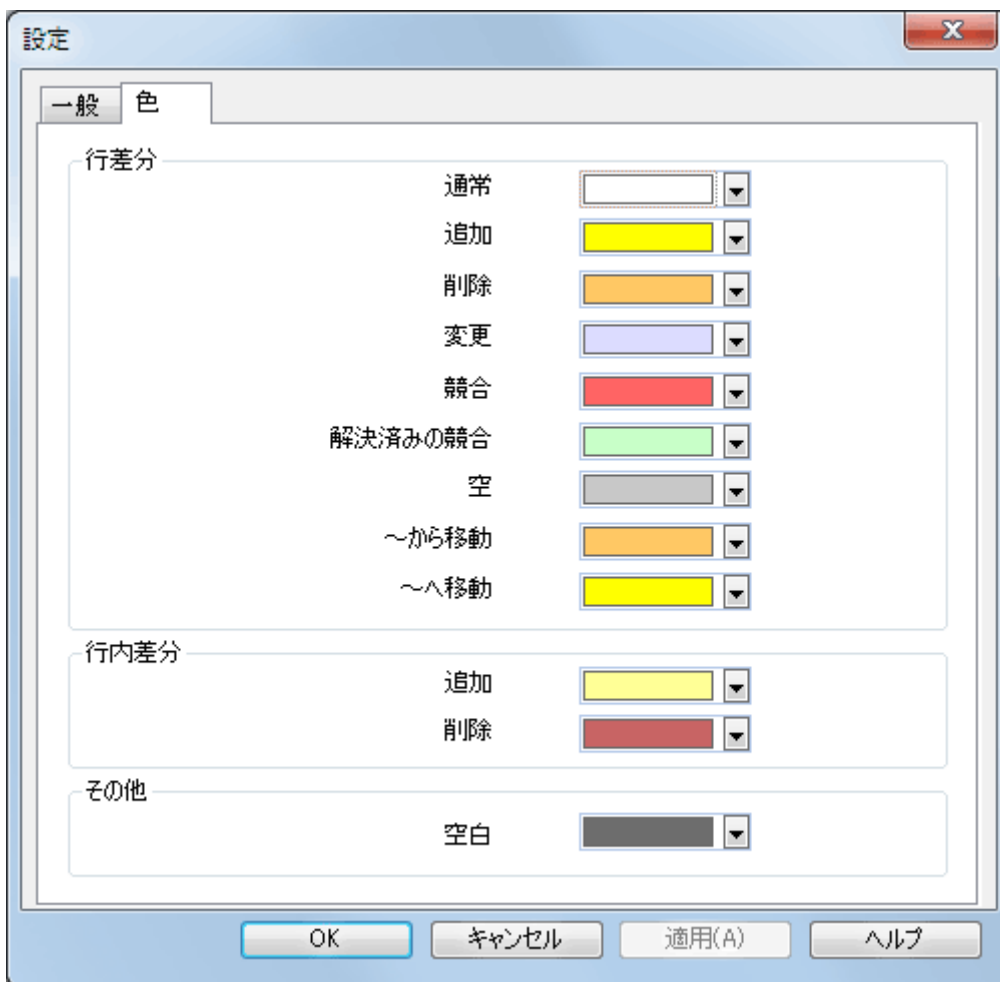 設定
一般 色
行差分
通常
追加
削除
変更
競合
解決済みの競合
空
～から移動
～へ移動
行内差分
追加
削除
その他
空白
OK キャンセル 適用(A) ヘルプ